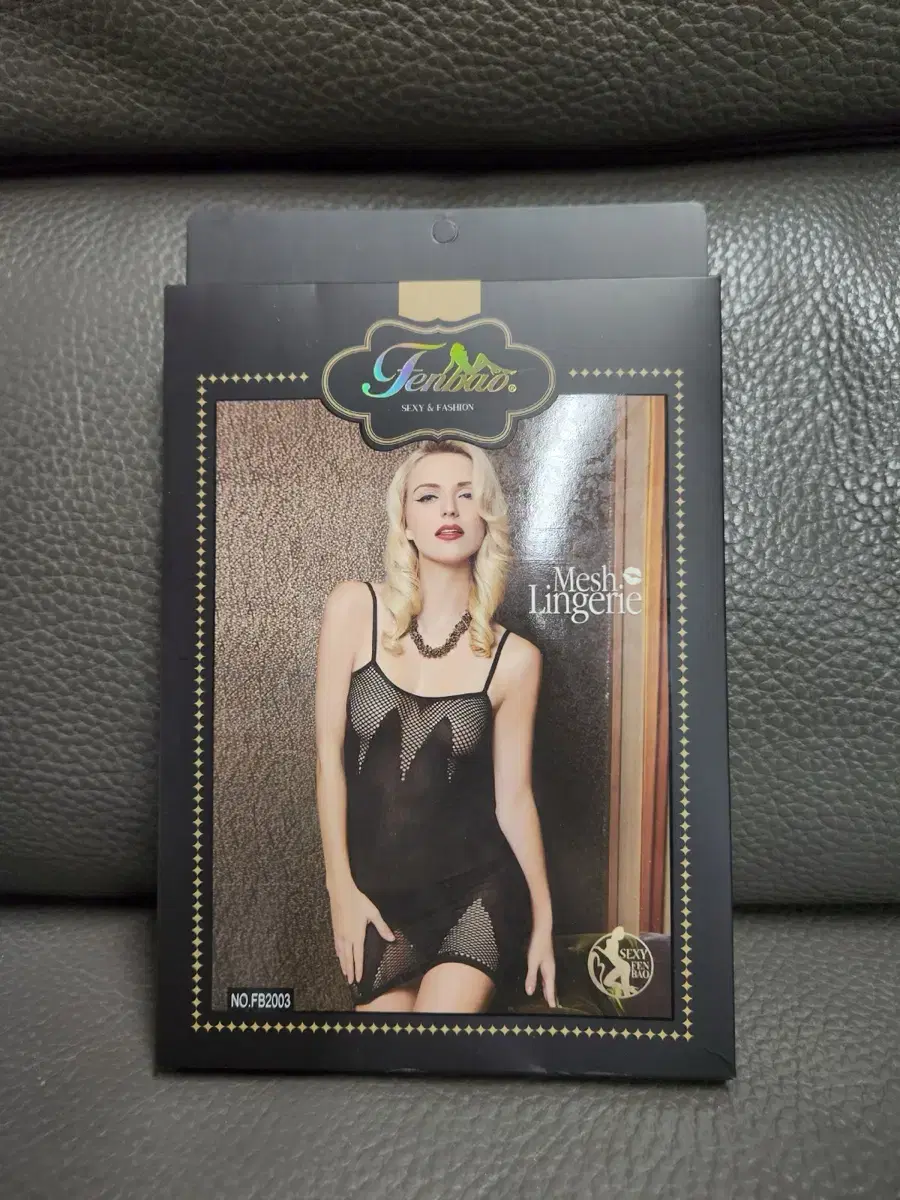 Fenbao®
SEXY & FASHION
Mesh
Lingerie
SEXY
FEN
BAO
NO.FB2003